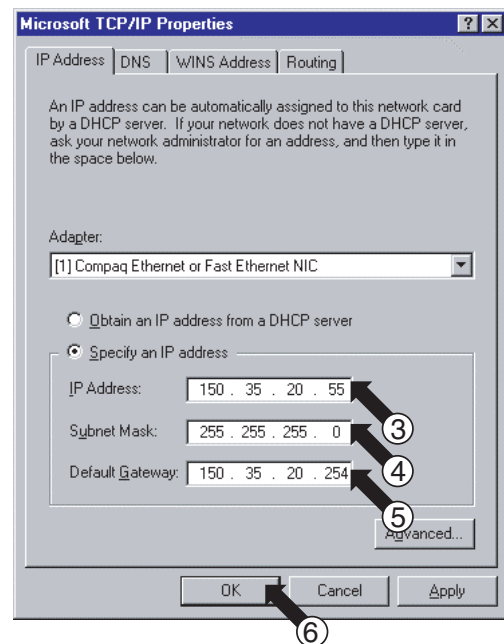 Microsoft TCP/IP Properties
? X
IP Address DNS WINS Address Routing
An IP address can be automatically assigned to this network card
by a DHCP server. If your network does not have a DHCP server,
ask your network administrator for an address, and then type it in
the space below.
Adapter:
[1] Compaq Ethernet or Fast Ethernet NIC
Obtain an IP address from a DHCP server
Specify an IP address
IP Address: 150 . 35 . 20 . 55
③
Subnet Mask: 255 . 255 . 255 . 0
④
Default Gateway: 150 . 35 . 20 . 254
⑤
Advanced...
OK Cancel Apply
⑥